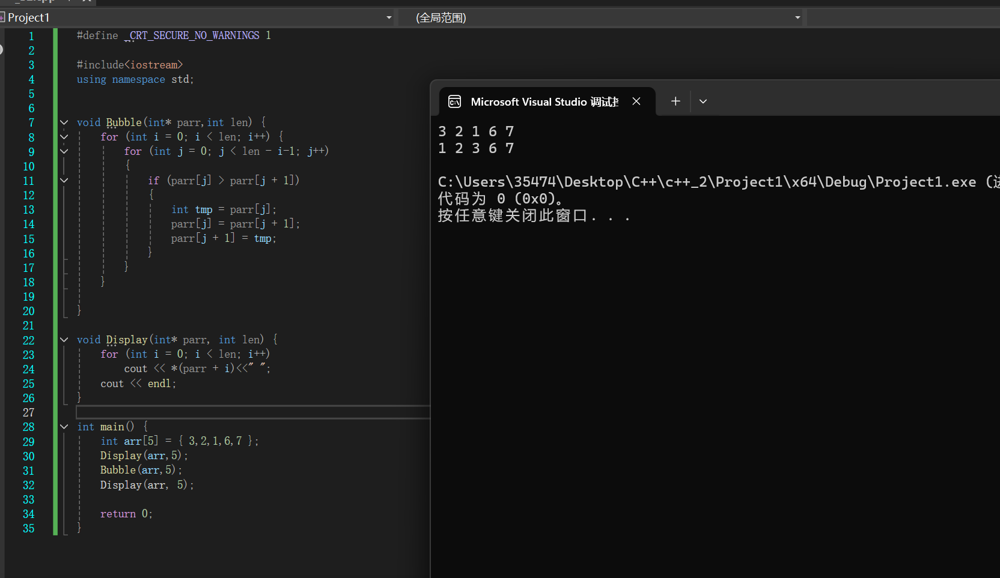 Project1
(全局范围)
1 #define _CRT_SECURE_NO_WARNINGS 1
2
3 #include<iostream>
4 using namespace std;
5
6
7 void Bubble(int* parr,int len) {
8 for (int i = 0; i < len; i++) {
9 for (int j = 0; j < len - i-1; j++)
10 {
11 if (parr[j] > parr[j + 1])
12 {
13 int tmp = parr[j];
14 parr[j] = parr[j + 1];
15 parr[j + 1] = tmp;
16 }
17 }
18 }
19
20 }
21
22 void Display(int* parr, int len) {
23 for (int i = 0; i < len; i++)
24 cout << *(parr + i)<<" ";
25 cout << endl;
26 }
27
28 int main() {
29 int arr[5] = { 3,2,1,6,7 };
30 Display(arr,5);
31 Bubble(arr,5);
32 Display(arr, 5);
33
34 return 0;
35 }
Microsoft Visual Studio 调试
3 2 1 6 7
1 2 3 6 7
C:\Users\35474\Desktop\C++\c++_2\Project1\x64\Debug\Project1.exe (
代码为 0 (0x0)。
按任意键关闭此窗口. . .